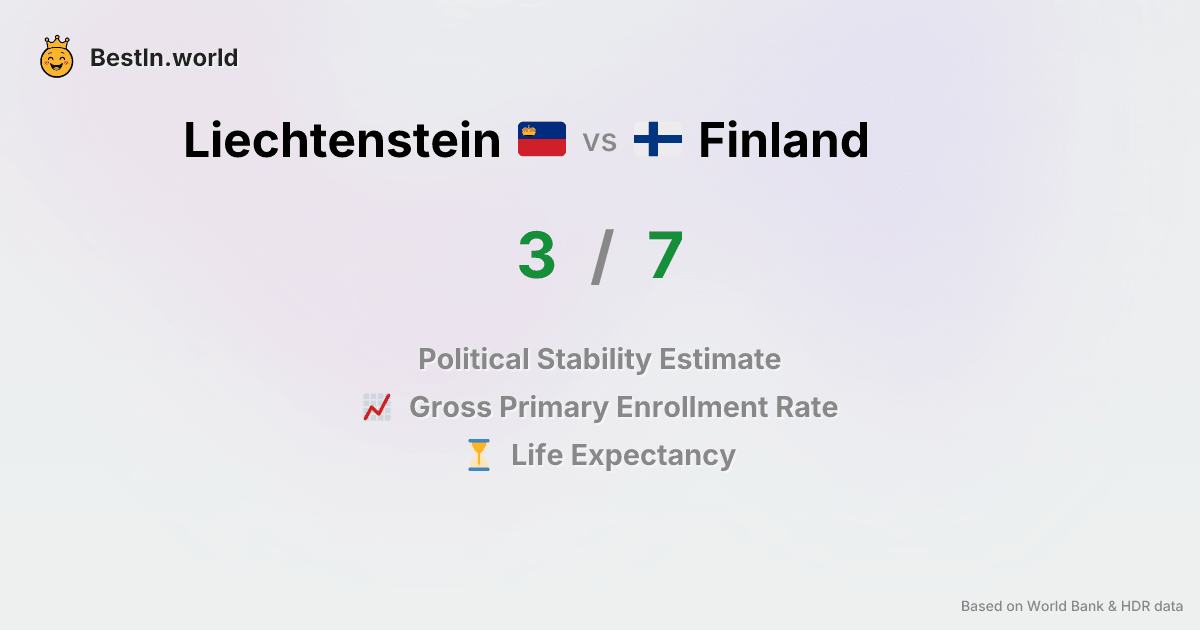 BestIn.world
Liechtenstein vs Finland
3 / 7
Political Stability Estimate
Gross Primary Enrollment Rate
Life Expectancy
Based on World Bank & HDR data